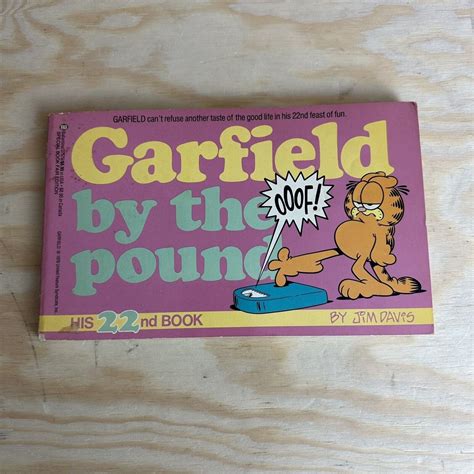 GARFIELD can't refuse another taste of the good life in his 22nd feast of fun.
Garfield
by the
pound
OOOF!
HIS 22nd BOOK
BY JIM DAVIS